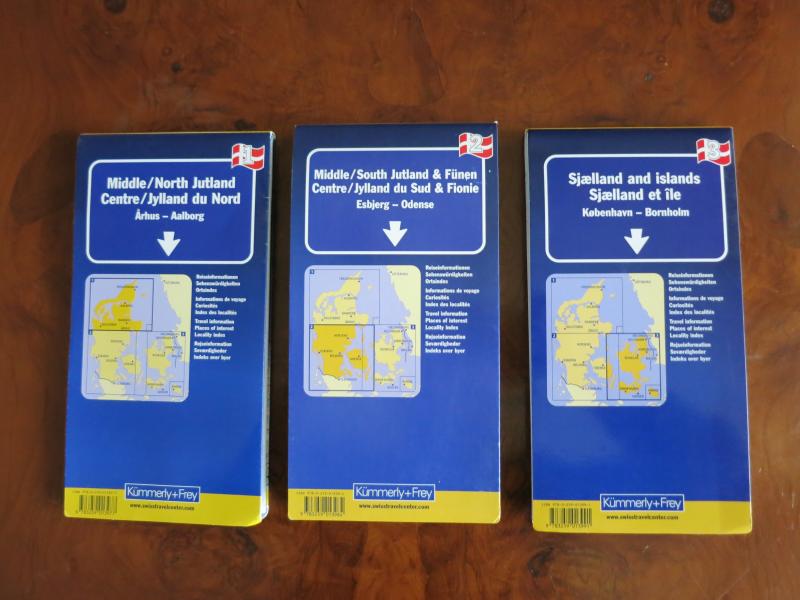 1
Middle/North Jutland
Centre/Jylland du Nord
Århus – Aalborg
Reiseinformationen
Sehenswürdigkeiten
Ortsindex
Informations de voyage
Curiosités
Index des localités
Travel information
Places of interest
Locality index
Rejseinformation
Seværdigheder
Indeks over byer
Kümmerly+Frey
www.swisstravelcenter.com
2
Middle/South Jutland & Fünen
Centre/Jylland du Sud & Fionie
Esbjerg – Odense
Reiseinformationen
Sehenswürdigkeiten
Ortsindex
Informations de voyage
Curiosités
Index des localités
Travel information
Places of interest
Locality index
Rejseinformation
Seværdigheder
Indeks over byer
Kümmerly+Frey
www.swisstravelcenter.com
3
Sjælland and islands
Sjælland et île
København – Bornholm
Reiseinformationen
Sehenswürdigkeiten
Ortsindex
Informations de voyage
Curiosités
Index des localités
Travel information
Places of interest
Locality index
Rejseinformation
Seværdigheder
Indeks over byer
Kümmerly+Frey
www.swisstravelcenter.com